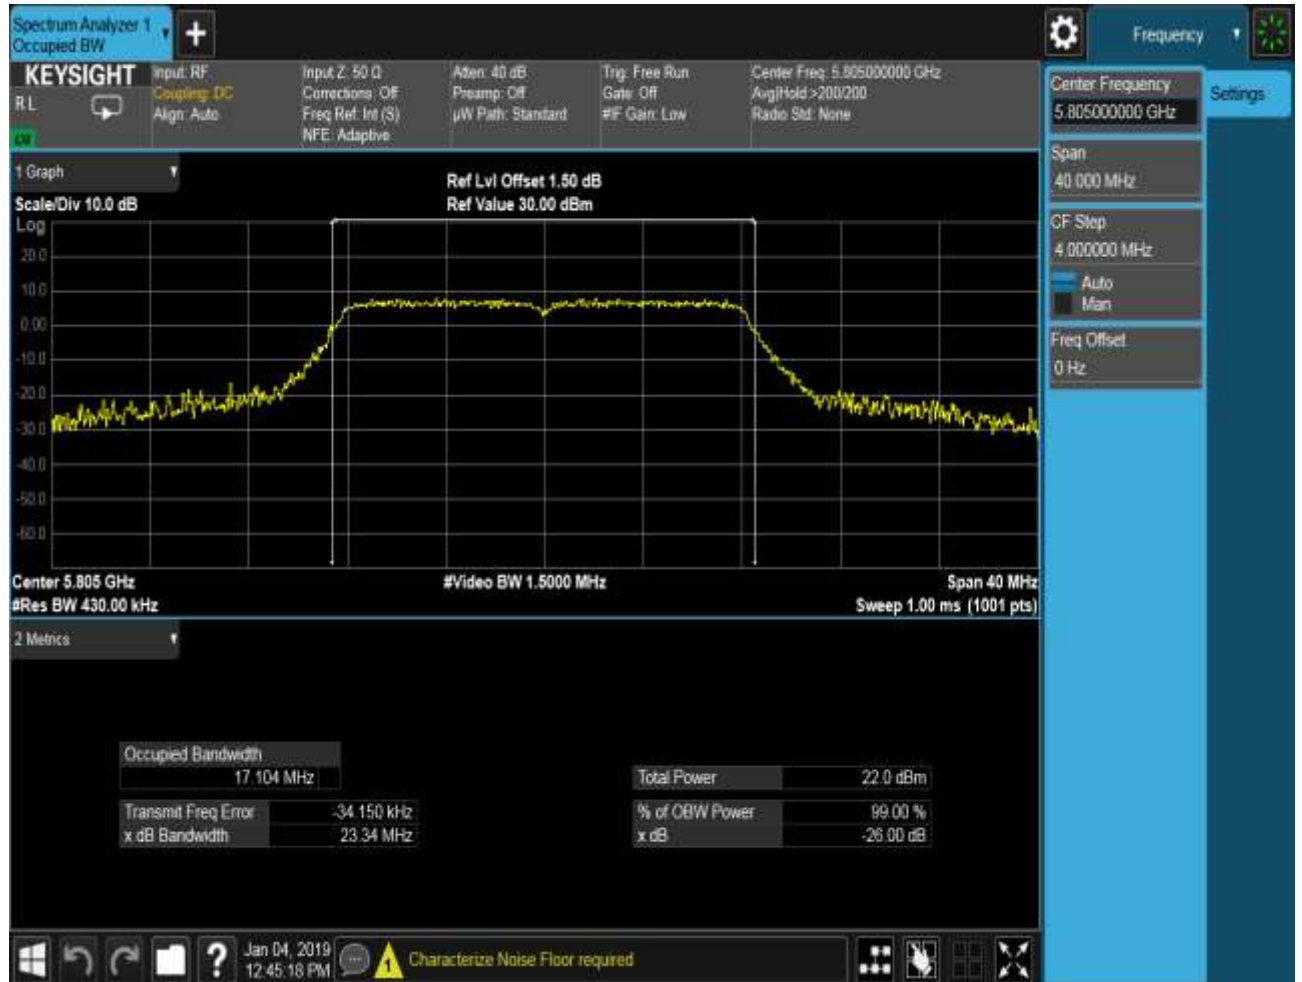 Spectrum Analyzer 1
Occupied BW
Frequency
KEYSIGHT
RL
Input: RF
Coupling: DC
Align: Auto
Input Z: 50 Ω
Corrections: Off
Freq Ref: Int (S)
NFE: Adaptive
Atten: 40 dB
Preamp: Off
µW Path: Standard
Trig: Free Run
Gate: Off
#IF Gain: Low
Center Freq: 5.805000000 GHz
Avg|Hold:>200/200
Radio Std: None
Center Frequency
5.805000000 GHz
Settings
Span
40.000 MHz
CF Step
4.000000 MHz
Auto
Man
Freq Offset
0 Hz
1 Graph
Scale/Div 10.0 dB
Ref Lvl Offset 1.50 dB
Ref Value 30.00 dBm
Log
20.0
10.0
0.00
-10.0
-20.0
-30.0
-40.0
-50.0
-60.0
Center 5.805 GHz
#Video BW 1.5000 MHz
Span 40 MHz
#Res BW 430.00 kHz
Sweep 1.00 ms (1001 pts)
2 Metrics
Occupied Bandwidth
17.104 MHz
Transmit Freq Error -34.150 kHz
x dB Bandwidth 23.34 MHz
Total Power 22.0 dBm
% of OBW Power 99.00 %
x dB -26.00 dB
Jan 04, 2019
12:45:18 PM
1
Characterize Noise Floor required